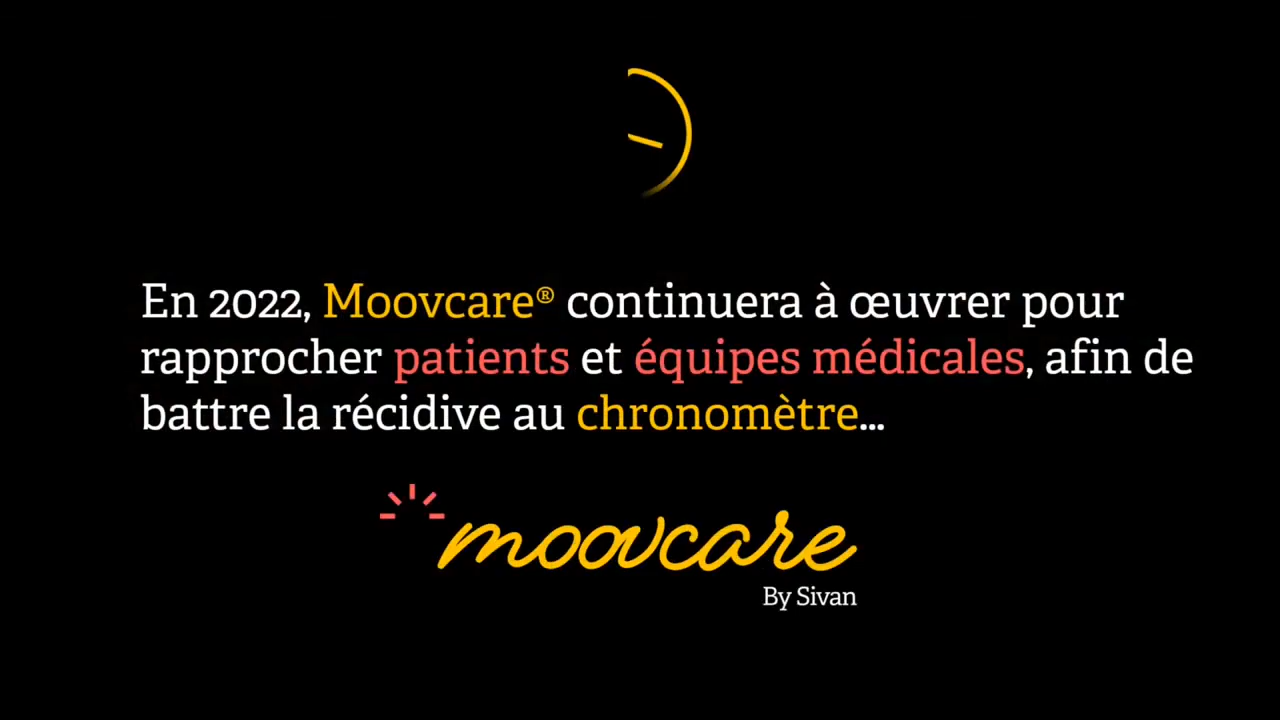 En 2022, Moovcare® continuera à œuvrer pour
rapprocher patients et équipes médicales, afin de
battre la récidive au chronomètre...
moovcare
By Sivan